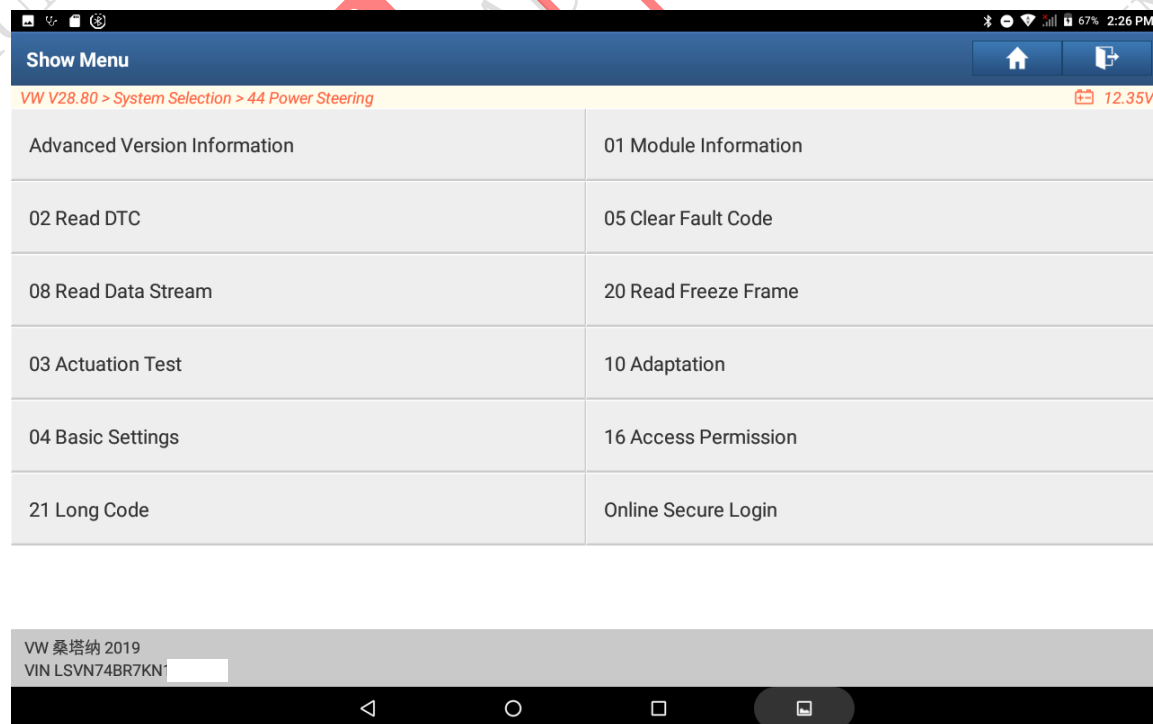 67% 2:26 PM
Show Menu
VW V28.80 > System Selection > 44 Power Steering
12.35V
Advanced Version Information
01 Module Information
02 Read DTC
05 Clear Fault Code
08 Read Data Stream
20 Read Freeze Frame
03 Actuation Test
10 Adaptation
04 Basic Settings
16 Access Permission
21 Long Code
Online Secure Login
VW 桑塔纳 2019
VIN LSVN74BR7KN1